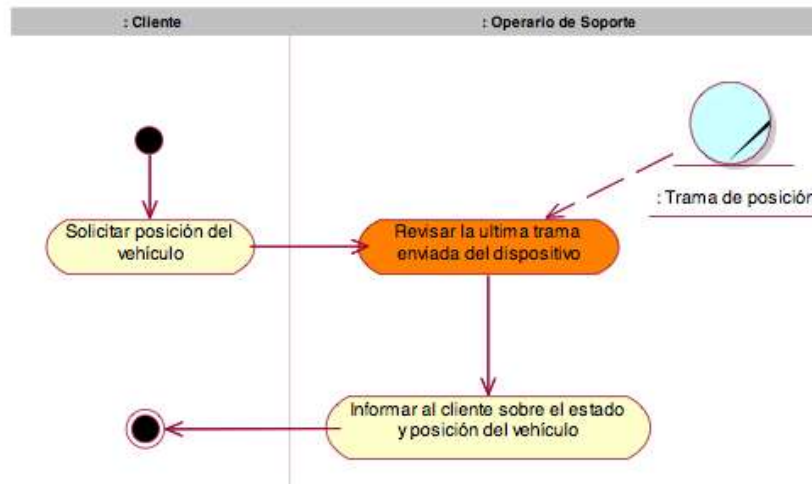 : Cliente
: Operario de Soporte
: Trama de posición
Solicitar posición del
vehículo
Revisar la ultima trama
enviada del dispositivo
Informar al cliente sobre el estado
y posición del vehículo